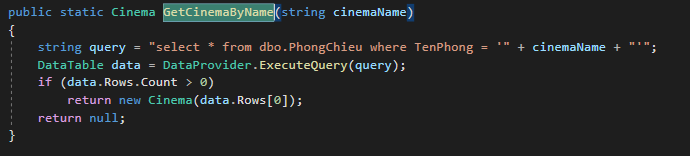 public static Cinema GetCinemaByName(string cinemaName)
{
string query = "select * from dbo.PhongChieu where TenPhong = '" + cinemaName + "'";
DataTable data = DataProvider.ExecuteQuery(query);
if (data.Rows.Count > 0)
return new Cinema(data.Rows[0]);
return null;
}